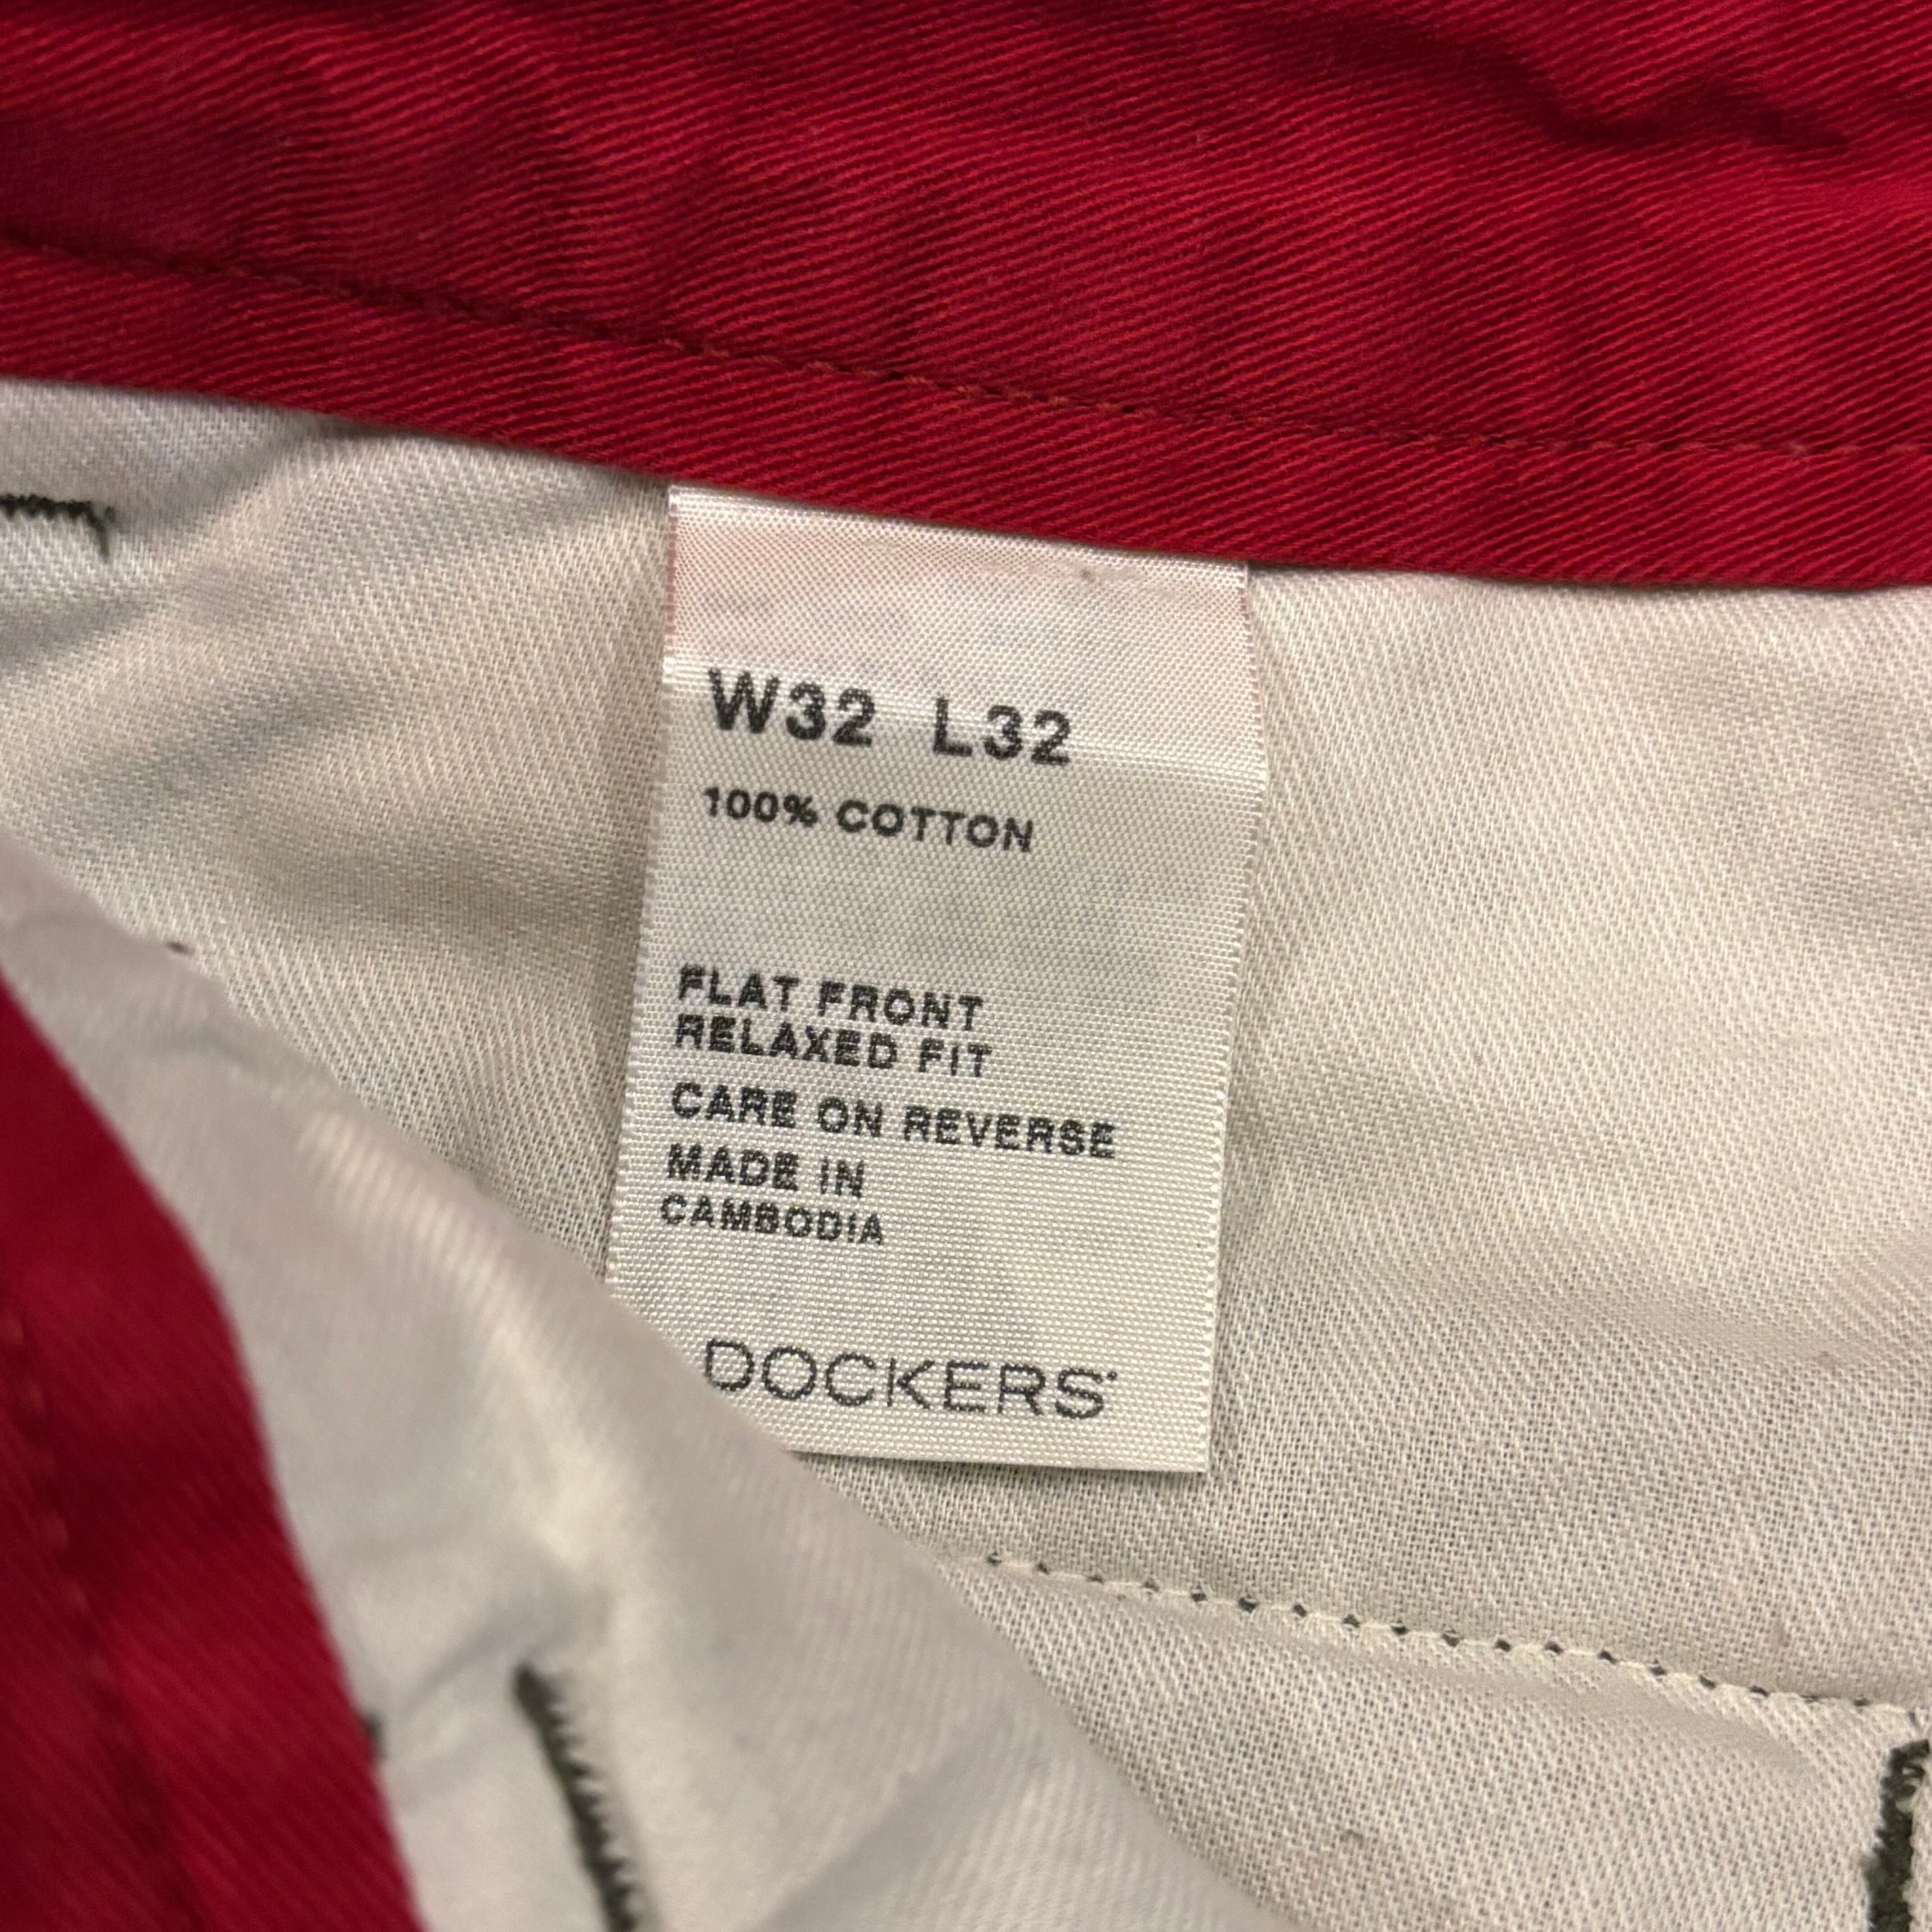 W32 L32
100% COTTON
FLAT FRONT
RELAXED FIT
CARE ON REVERSE
MADE IN
CAMBODIA
DOCKERS